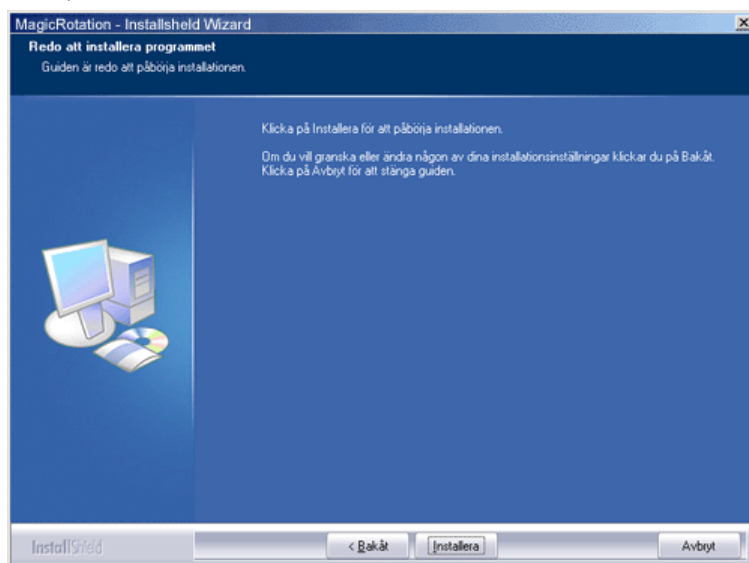 MagicRotation - Installsheld Wizard
Redo att installera programmet
Guiden är redo att påbörja installationen.
Klicka på Installera för att påbörja installationen.
Om du vill granska eller ändra någon av dina installationsinställningar klickar du på Bakåt.
Klicka på Avbryt för att stänga guiden.
InstallShield
< Bakåt
Installera
Avbryt